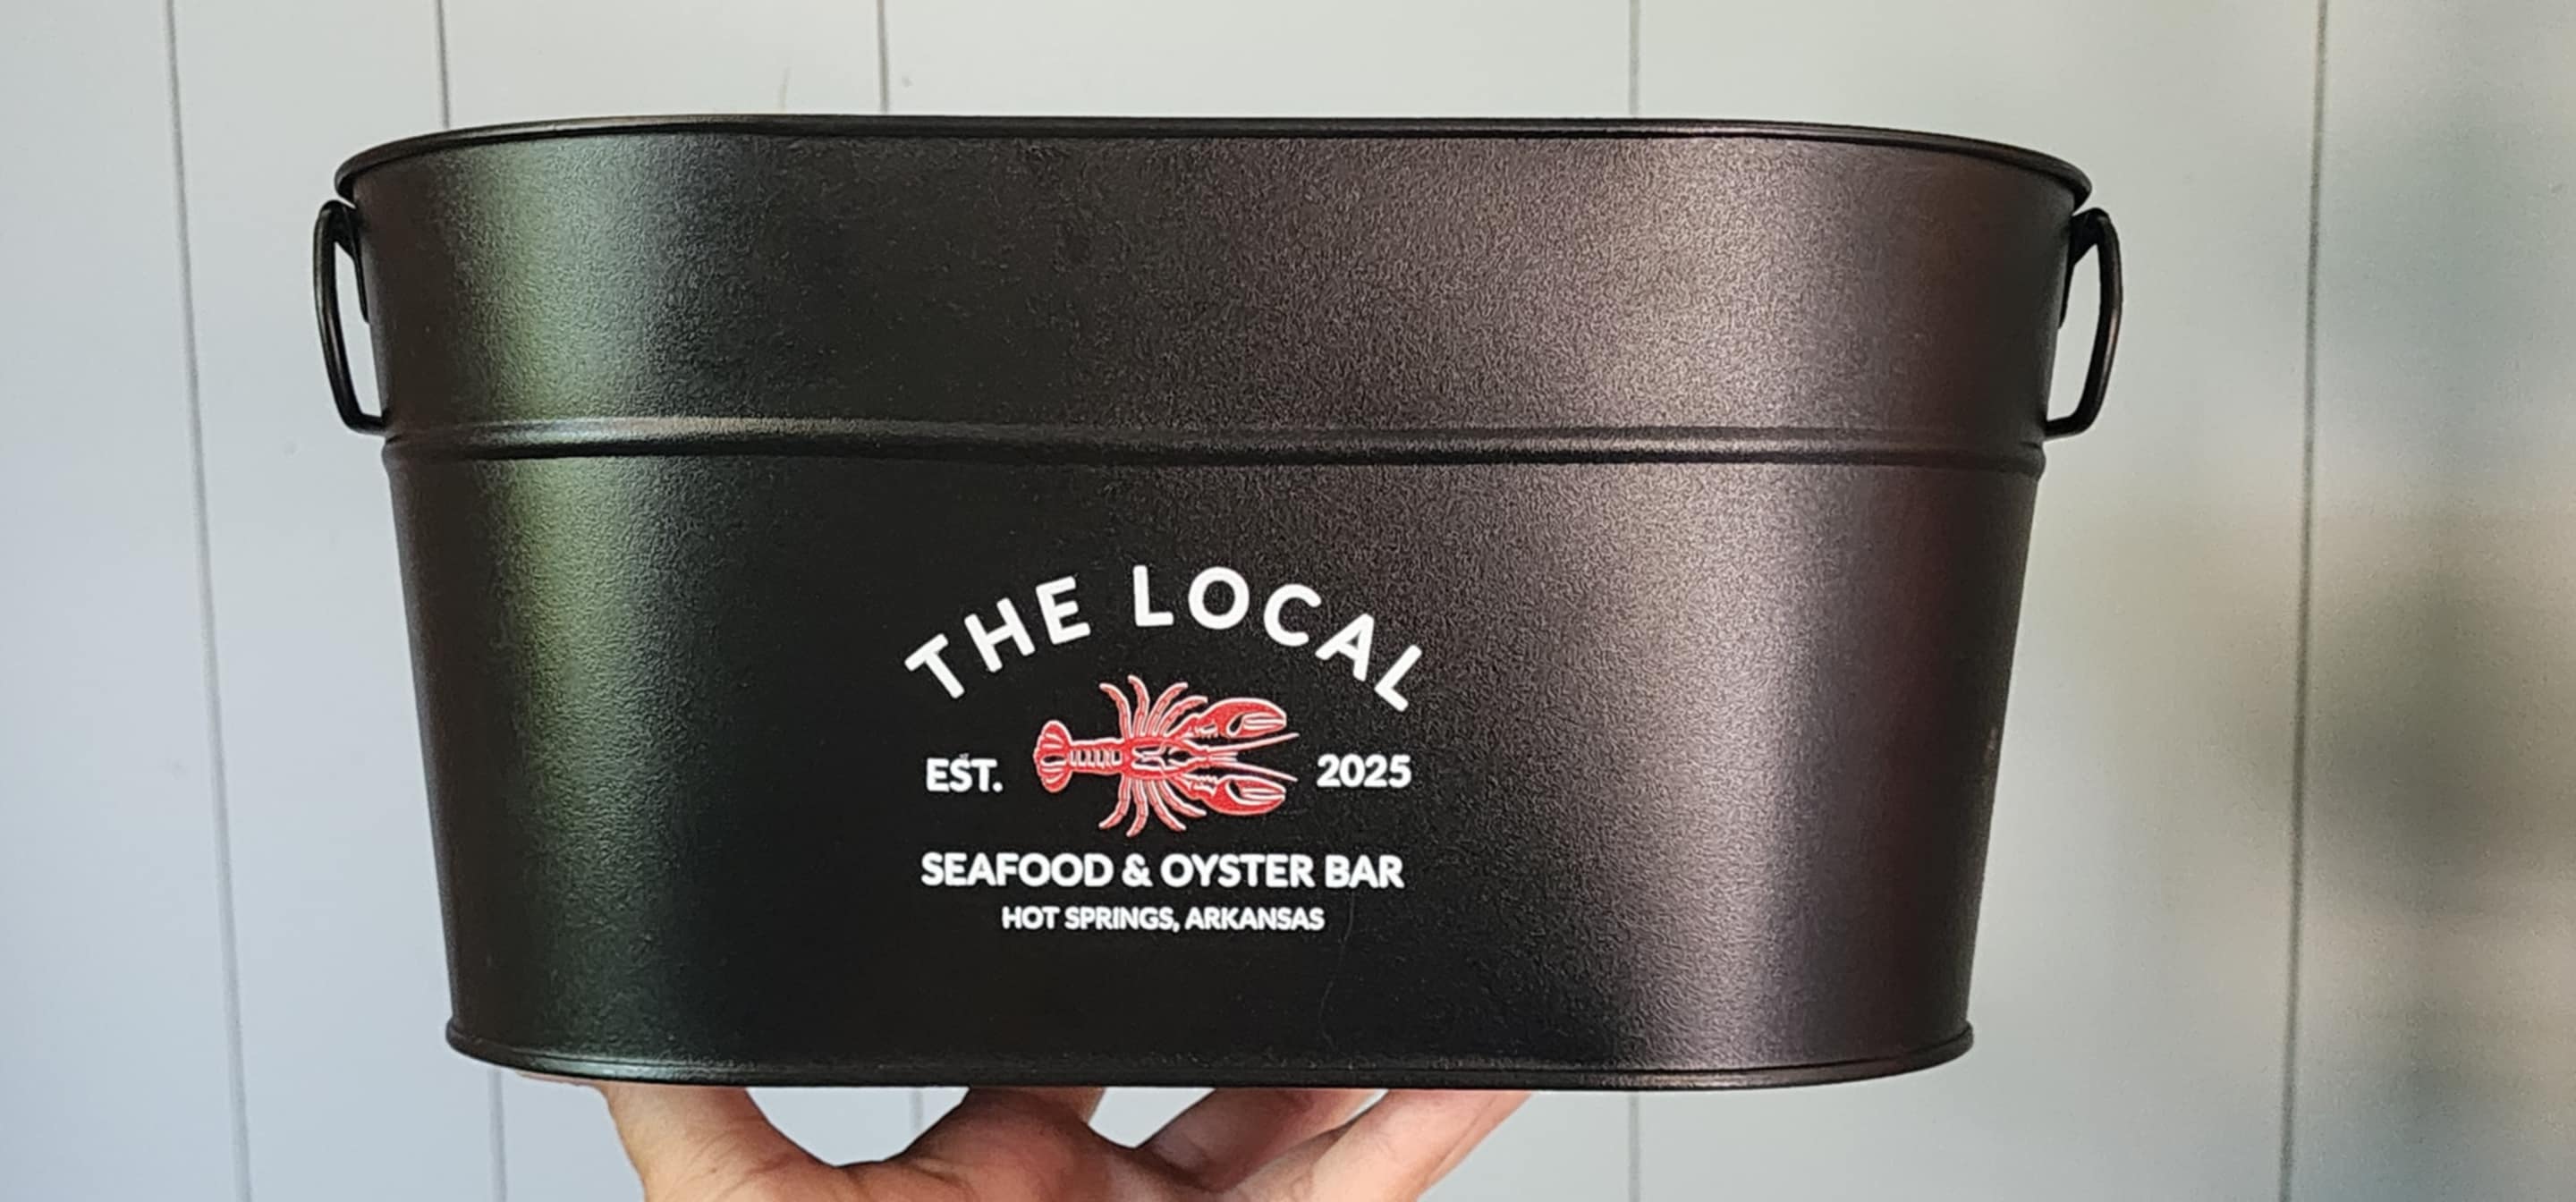 THE LOCAL
EST. 2025
SEAFOOD & OYSTER BAR
HOT SPRINGS, ARKANSAS